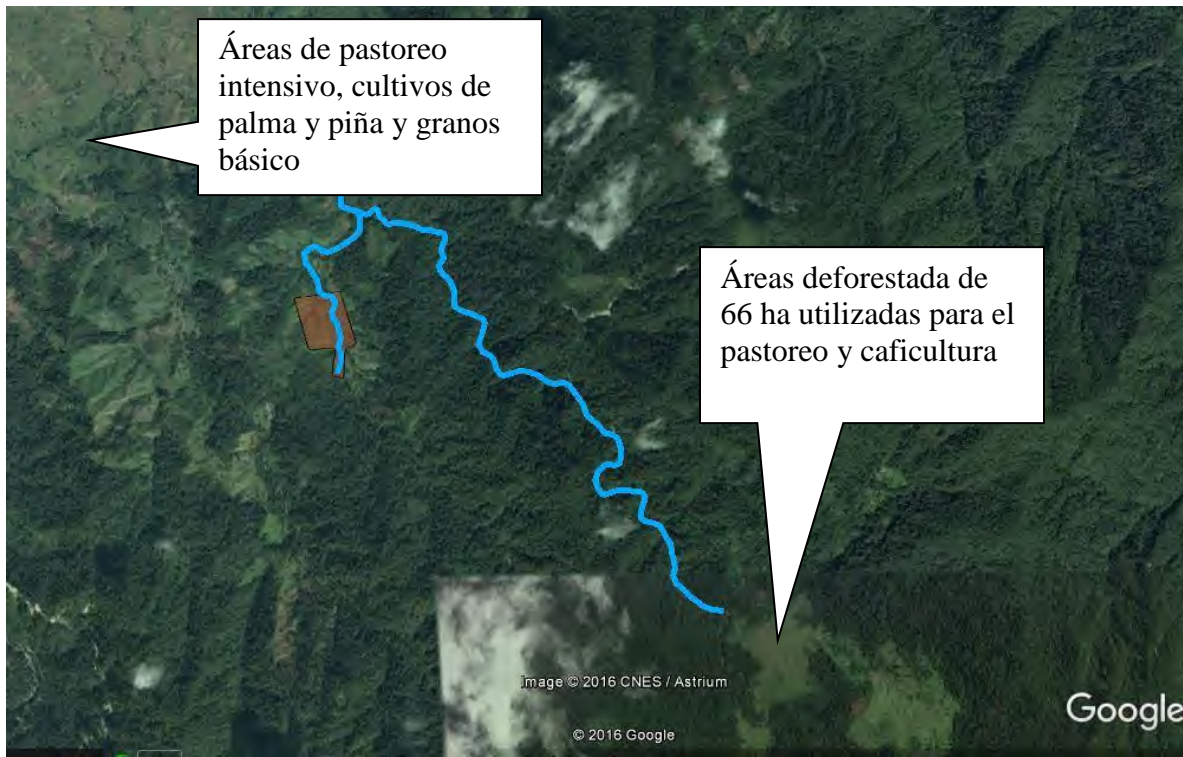 Áreas de pastoreo
intensivo, cultivos de
palma y piña y granos
básico
Áreas deforestada de
66 ha utilizadas para el
pastoreo y caficultura
Image © 2016 CNES / Astrium
© 2016 Google
Google